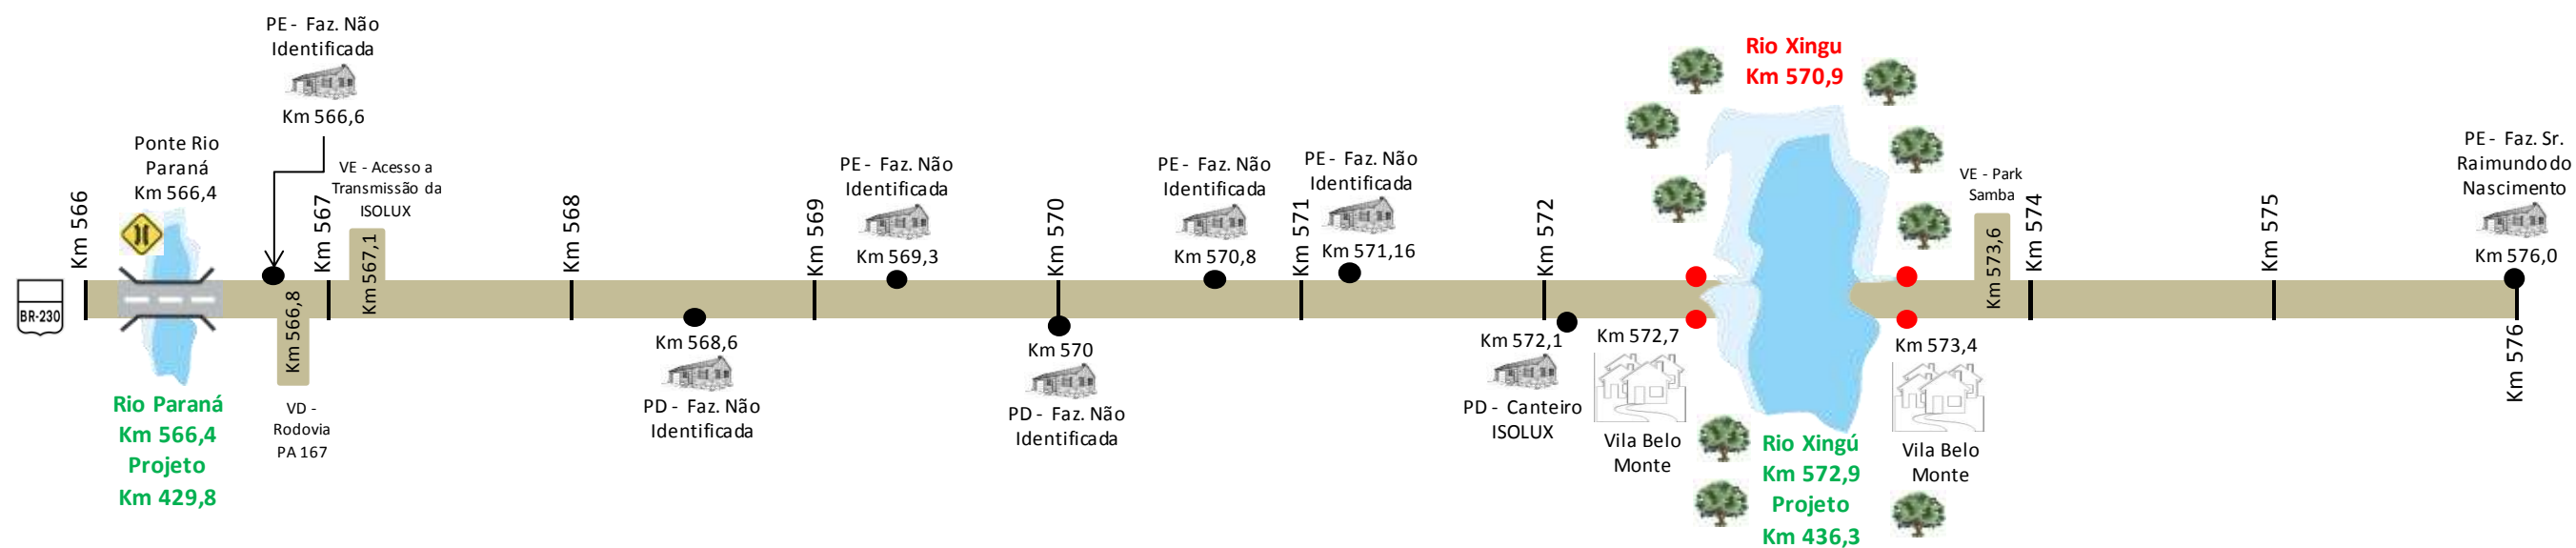 BR-230
Km 566
Ponte Rio
Paraná
Km 566,4
Rio Paraná
Km 566,4
Projeto
Km 429,8
PE - Faz. Não
Identificada
Km 566,6
Km 566,8
VD -
Rodovia
PA 167
Km 567
VE - Acesso a
Transmissão da
ISOLUX
Km 567,1
Km 568
Km 568,6
PD - Faz. Não
Identificada
Km 569
PE - Faz. Não
Identificada
Km 569,3
Km 570
Km 570
PD - Faz. Não
Identificada
PE - Faz. Não
Identificada
Km 570,8
Km 571
PE - Faz. Não
Identificada
Km 571,16
Km 572
Km 572,1
PD - Canteiro
ISOLUX
Km 572,7
Vila Belo
Monte
Rio Xingu
Km 570,9
Rio Xingú
Km 572,9
Projeto
Km 436,3
Km 573,4
Vila Belo
Monte
VE - Park
Samba
Km 573,6
Km 574
Km 575
PE - Faz. Sr.
Raimundo do
Nascimento
Km 576,0
Km 576